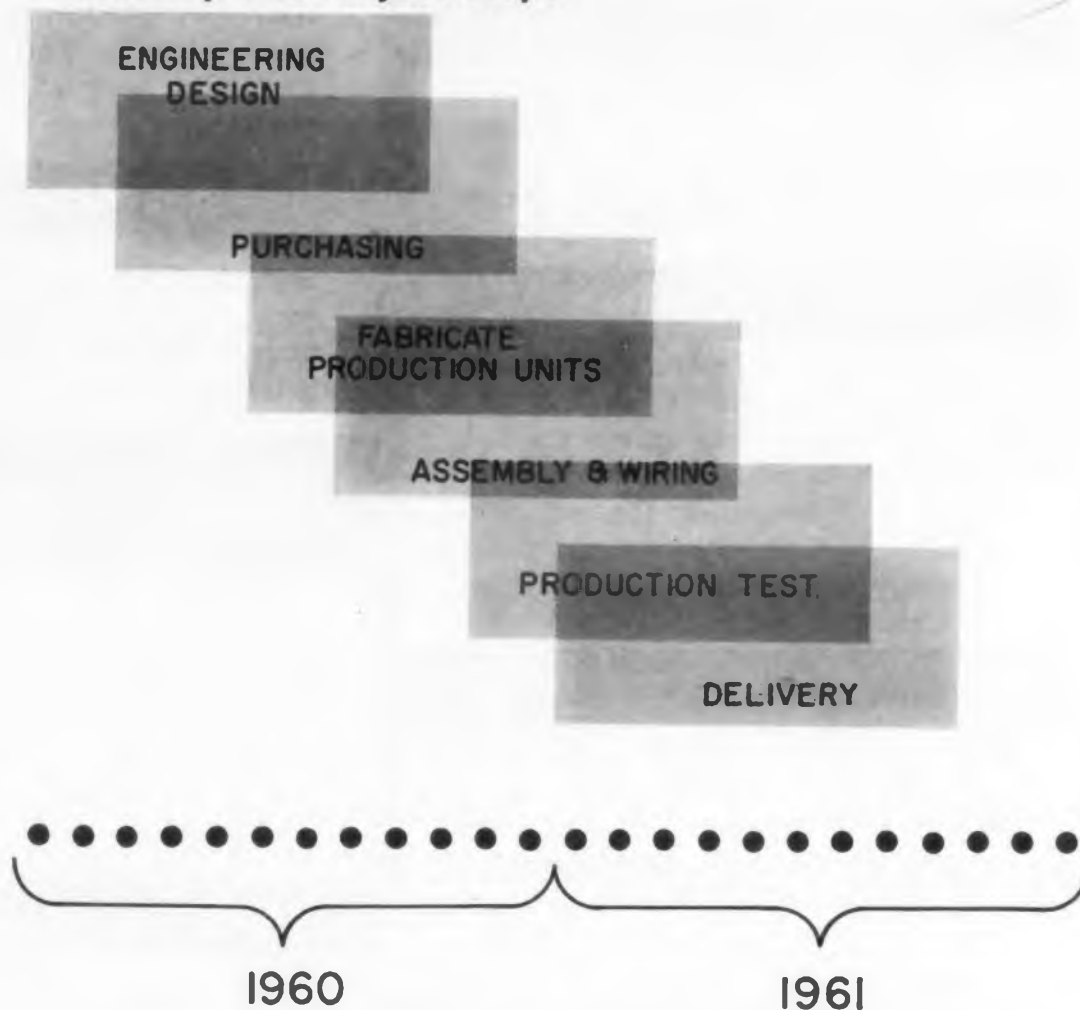 ENGINEERING
DESIGN
PURCHASING
FABRICATE
PRODUCTION UNITS
ASSEMBLY & WIRING
PRODUCTION TEST
DELIVERY
1960
1961